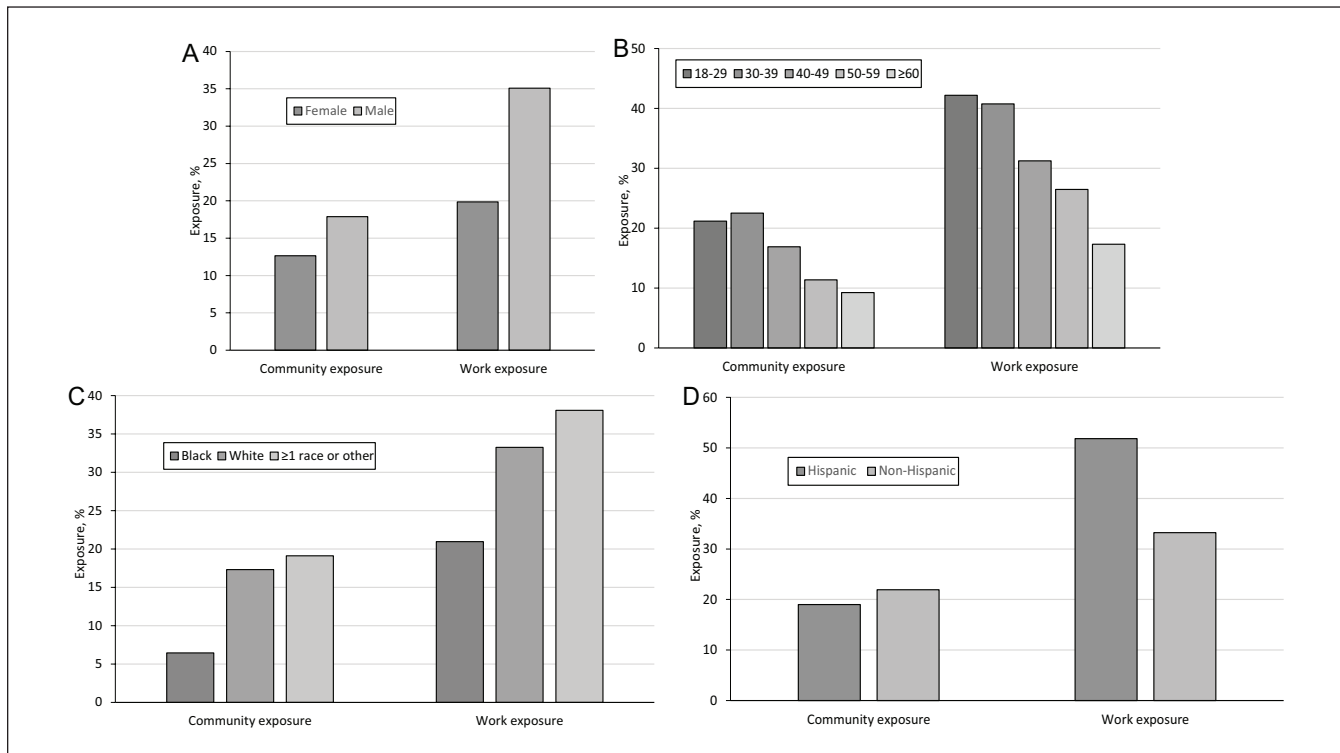 A
40
35
30
25
20
15
10
5
0
Exposure, %
Female Male
Community exposure Work exposure
B
50
40
30
20
10
0
Exposure, %
18-29 30-39 40-49 50-59 ≥60
Community exposure Work exposure
C
40
35
30
25
20
15
10
5
0
Exposure, %
Black White ≥1 race or other
Community exposure Work exposure
D
60
50
40
30
20
10
0
Exposure, %
Hispanic Non-Hispanic
Community exposure Work exposure